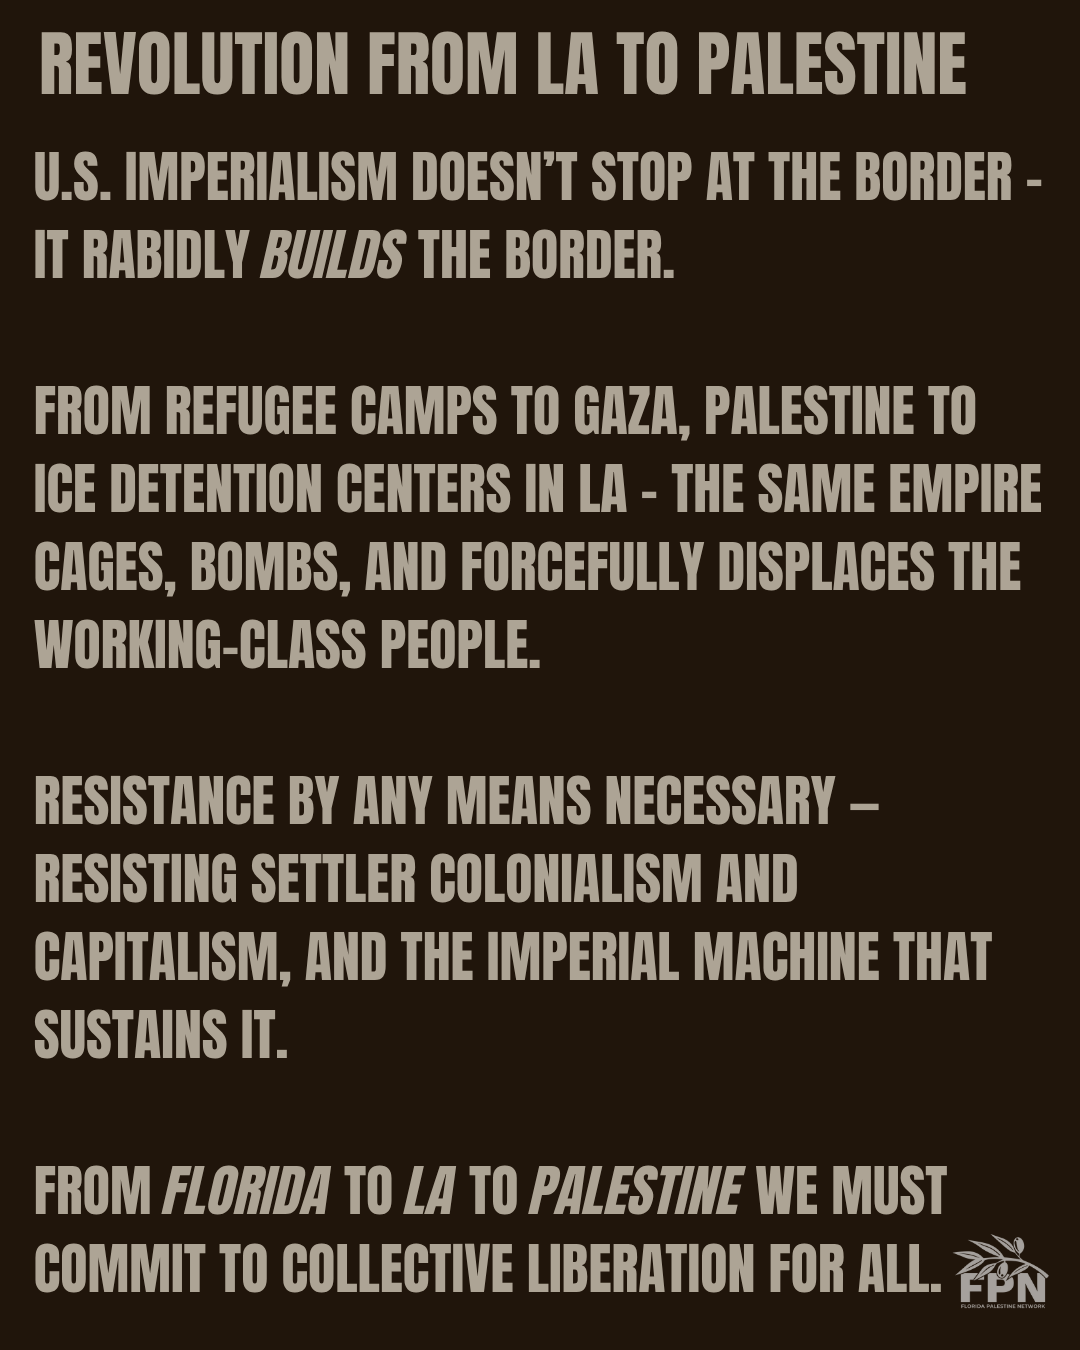 REVOLUTION FROM LA TO PALESTINE
U.S. IMPERIALISM DOESN’T STOP AT THE BORDER -
IT RABIDLY BUILDS THE BORDER.
FROM REFUGEE CAMPS TO GAZA, PALESTINE TO
ICE DETENTION CENTERS IN LA - THE SAME EMPIRE
CAGES, BOMBS, AND FORCEFULLY DISPLACES THE
WORKING-CLASS PEOPLE.
RESISTANCE BY ANY MEANS NECESSARY –
RESISTING SETTLER COLONIALISM AND
CAPITALISM, AND THE IMPERIAL MACHINE THAT
SUSTAINS IT.
FROM FLORIDA TO LA TO PALESTINE WE MUST
COMMIT TO COLLECTIVE LIBERATION FOR ALL.
FPN
FLORIDA PALESTINE NETWORK